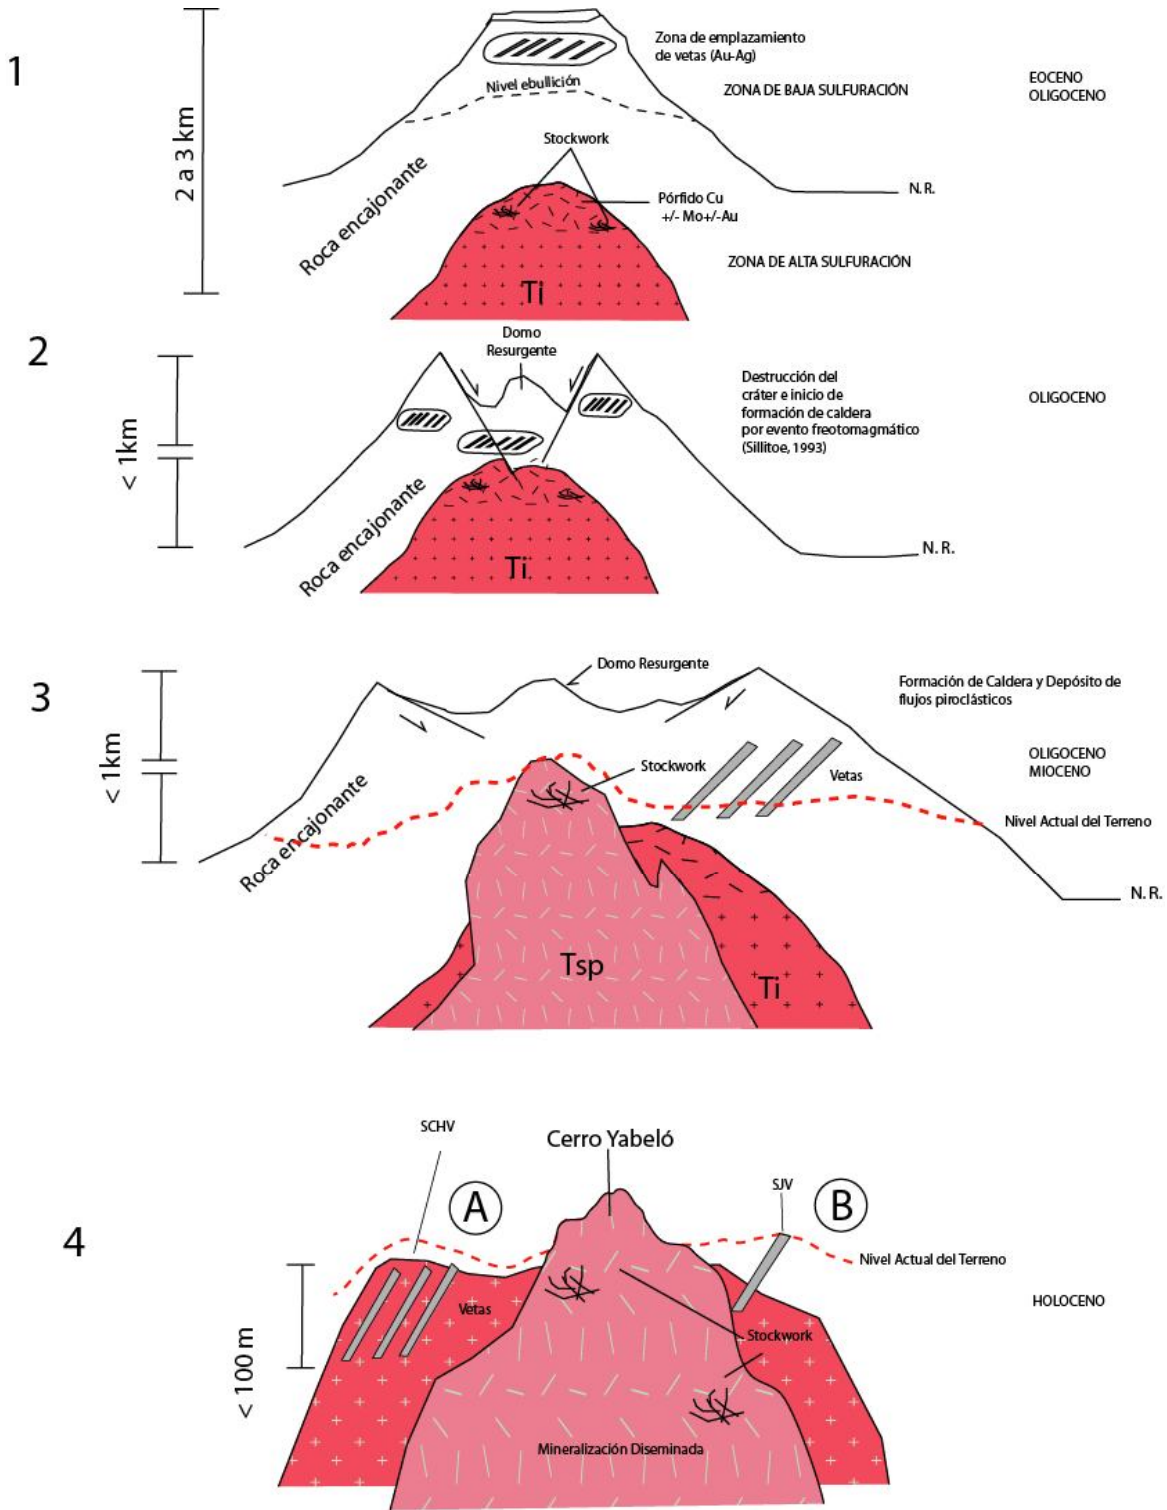 1
2 a 3 km
Zona de emplazamiento
de vetas (Au-Ag)
Nivel ebullición
ZONA DE BAJA SULFURACIÓN
EOCENO
OLIGOCENO
Stockwork
Roca encajonante
Pórfido Cu
+/- Mo+/-Au
N.R.
ZONA DE ALTA SULFURACIÓN
Ti
2
< 1km
Domo
Resurgente
Destrucción del
cráter e inicio de
formación de caldera
por evento freotomagmático
(Sillitoe, 1993)
OLIGOCENO
Roca encajonante
Ti
N.R.
3
< 1km
Domo Resurgente
Formación de Caldera y Depósito de
flujos piroclásticos
OLIGOCENO
MIOCENO
Stockwork
Vetas
Nivel Actual del Terreno
Roca encajonante
N.R.
Tsp
Ti
4
< 100 m
SCHV
A
Cerro Yabeló
SJV
B
Nivel Actual del Terreno
HOLOCENO
Vetas
Stockwork
Mineralización Diseminada